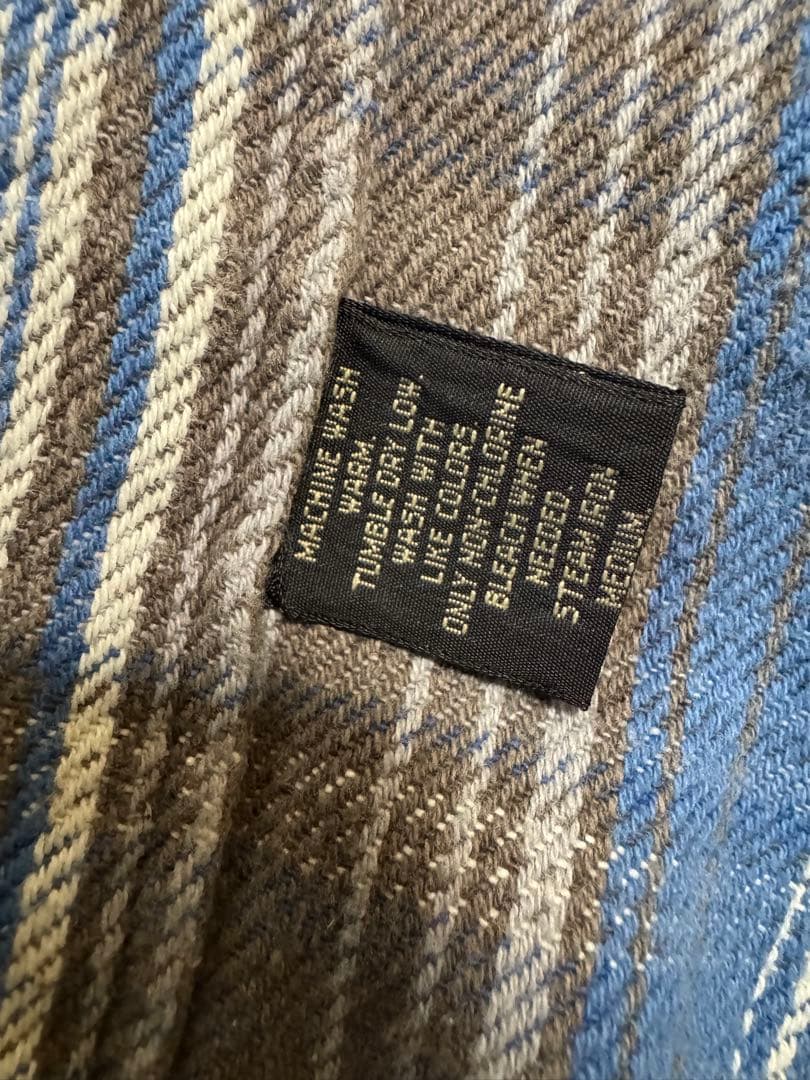 MACHINE WASH
WARM.
TUMBLE DRY LOW.
WASH WITH
LIKE COLORS
ONLY NON CHLORINE
BLEACH WHEN
NEEDED.
STEAM IRON
MEDIUM